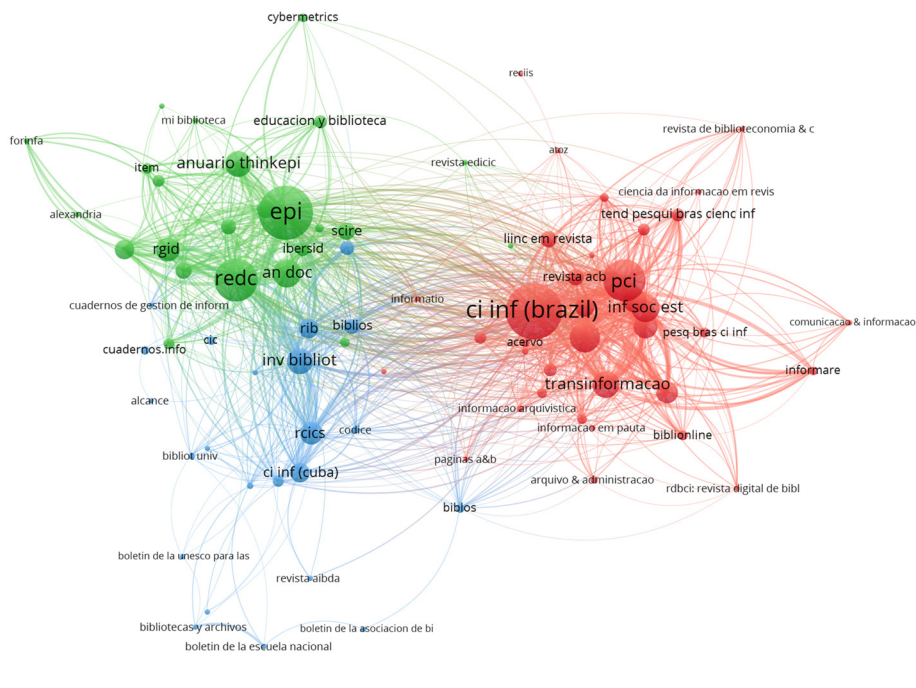 cybermetrics
reciis
mi biblioteca
educacion y biblioteca
revista de biblioteconomia & c
forinfa
item
anuario thinkepi
revista edicic
atoz
ciencia da informacao em revis
alexandria
epi
scire
tend pesqui bras cienc inf
rgid
ibersid
liinc em revista
redc
an doc
revista acb
pci
cuadernos de gestion de inform
informatio
ci inf (brazil)
inf soc est
rib
biblios
comunicacao & informacao
cuadernos.info
cic
acervo
pesq bras ci inf
inv bibliot
informare
transinformacao
alcance
informacao arquivistica
rcics
codice
informacao em pauta
biblionline
bibliot univ
paginas a&b
ci inf (cuba)
arquivo & administracao
rdbci: revista digital de bibl
biblos
boletin de la unesco para las
revista aibda
bibliotecas y archivos
boletin de la asociacion de bi
boletin de la escuela nacional